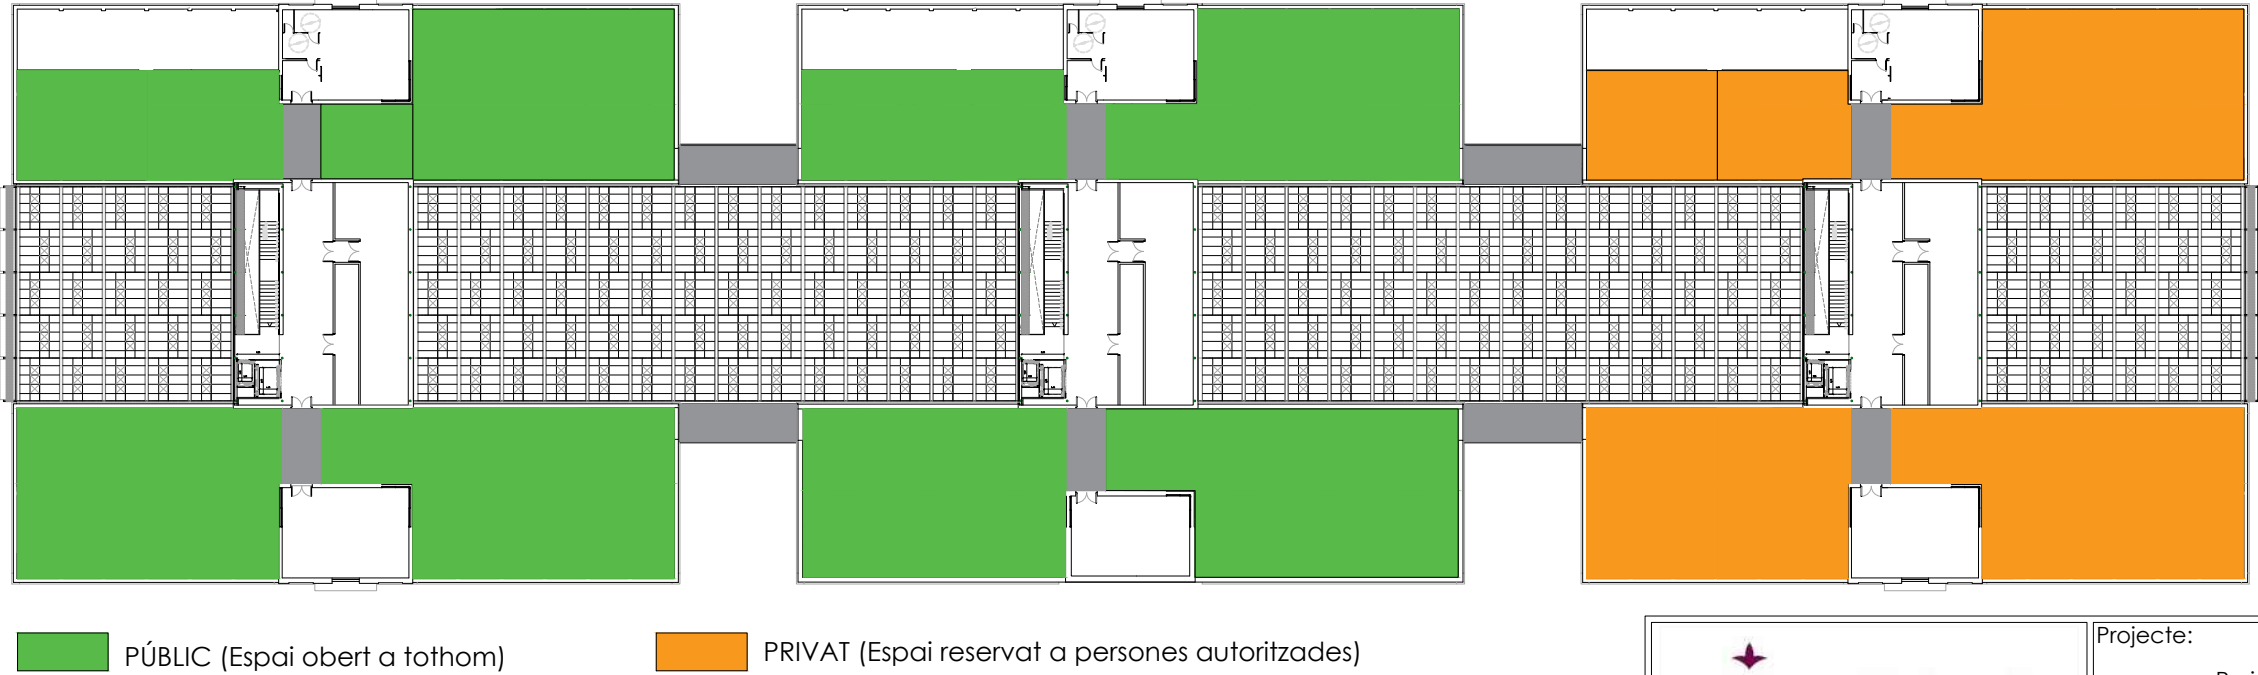 PÚBLIC (Espai obert a tothom)
PRIVAT (Espai reservat a persones autoritzades)
Projecte: